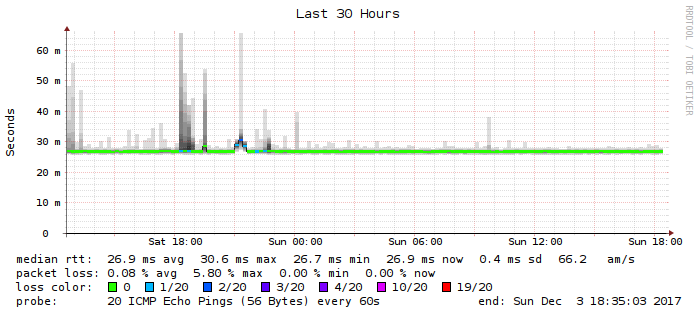 Last 30 Hours
RRDTOOL / TOBI OETIKER
Seconds
60 m
50 m
40 m
30 m
20 m
10 m
0
Sat 18:00 Sun 00:00 Sun 06:00 Sun 12:00 Sun 18:00
median rtt: 26.9 ms avg 30.6 ms max 26.7 ms min 26.9 ms now 0.4 ms sd 66.2 am/s
packet loss: 0.08 % avg 5.80 % max 0.00 % min 0.00 % now
loss color: 0 1/20 2/20 3/20 4/20 10/20 19/20
probe: 20 ICMP Echo Pings (56 Bytes) every 60s end: Sun Dec 3 18:35:03 2017